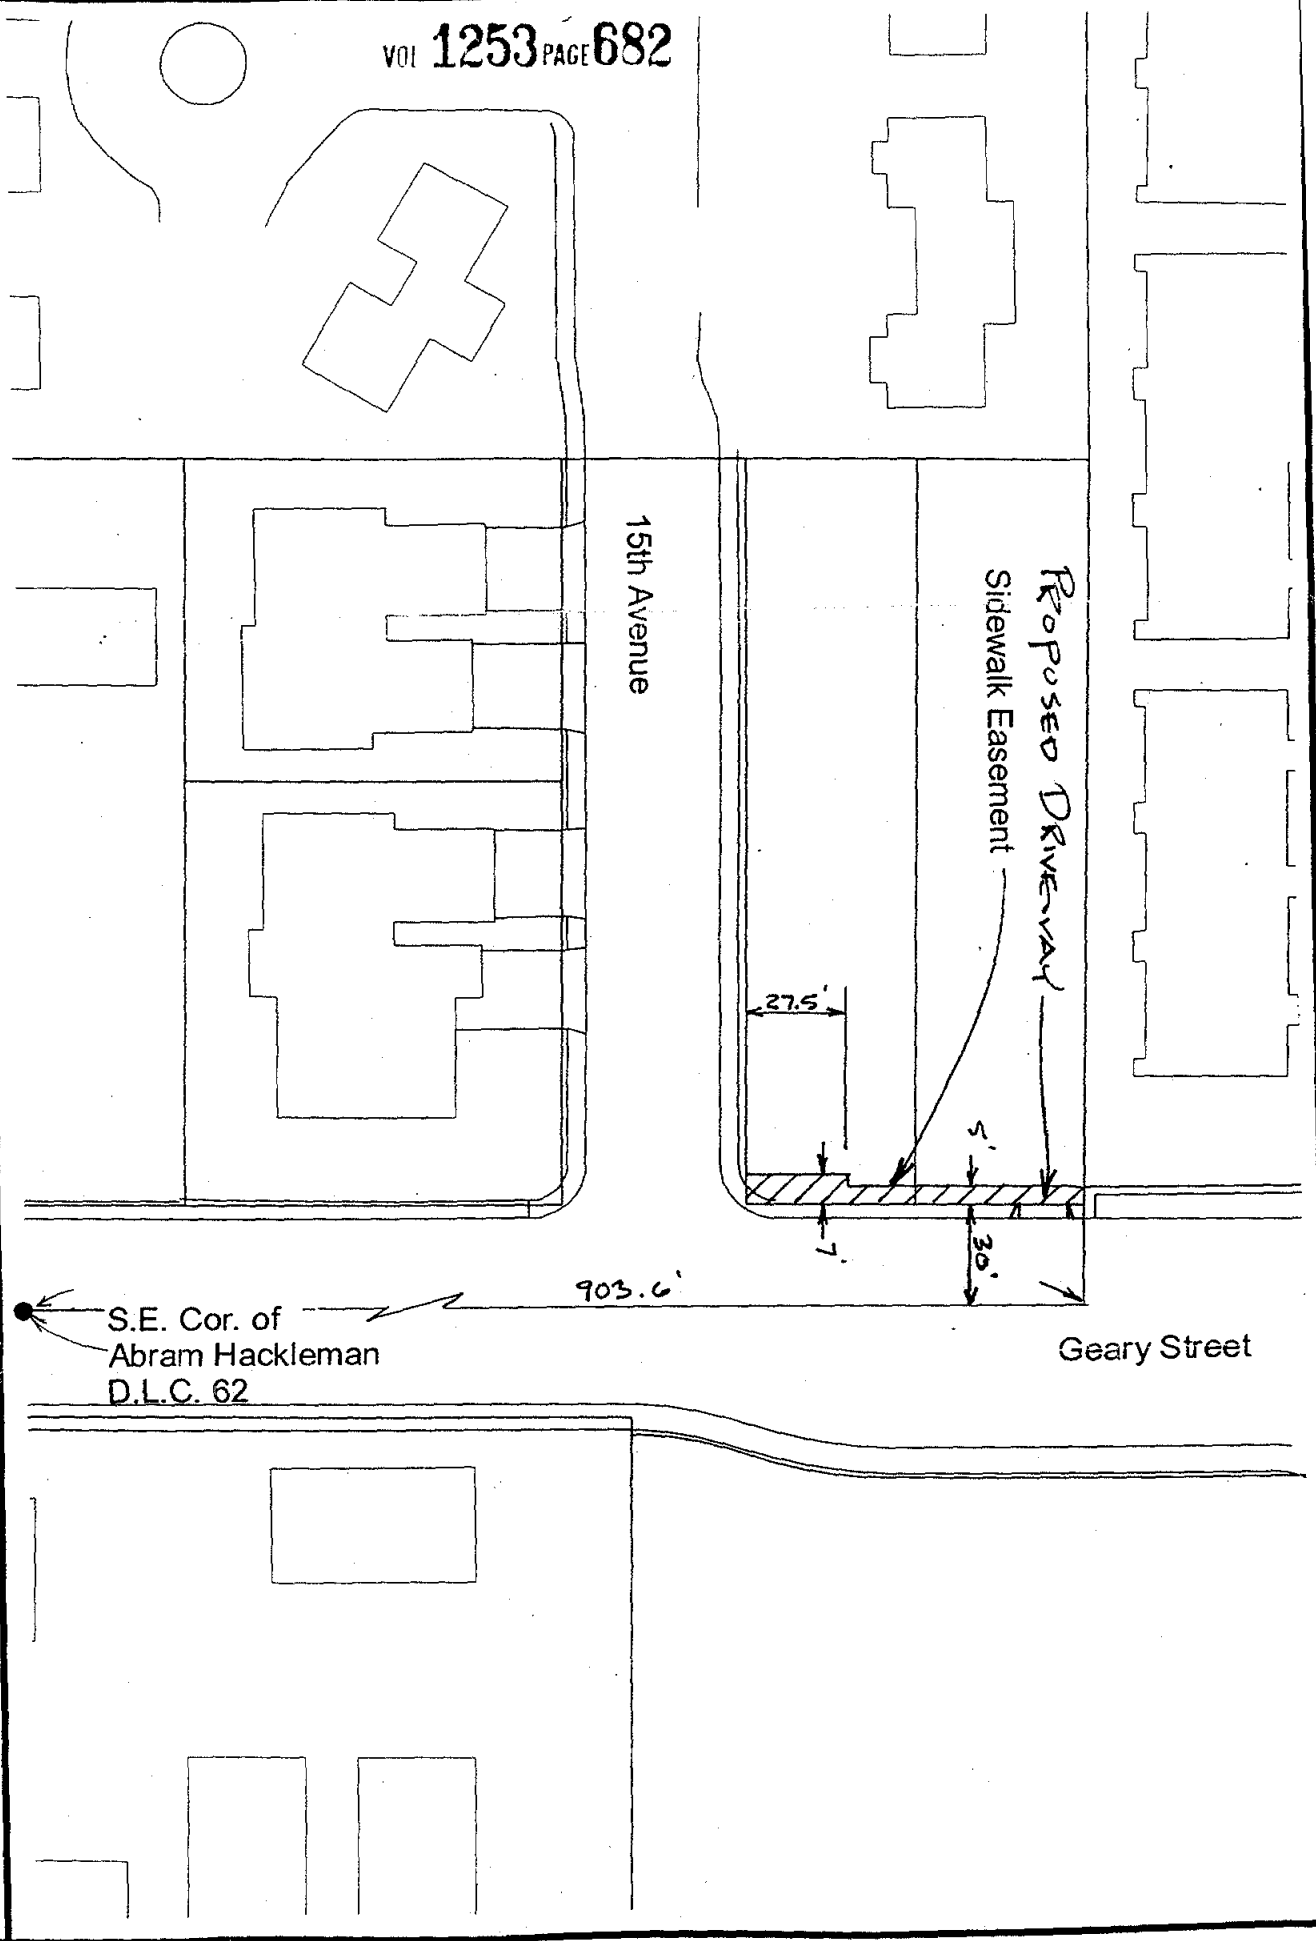 VOL 1253 PAGE 682
15th Avenue
PROPOSED DRIVEWAY
Sidewalk Easement
27.5'
5'
7'
30'
903.6'
S.E. Cor. of
Abram Hackleman
D.L.C. 62
Geary Street